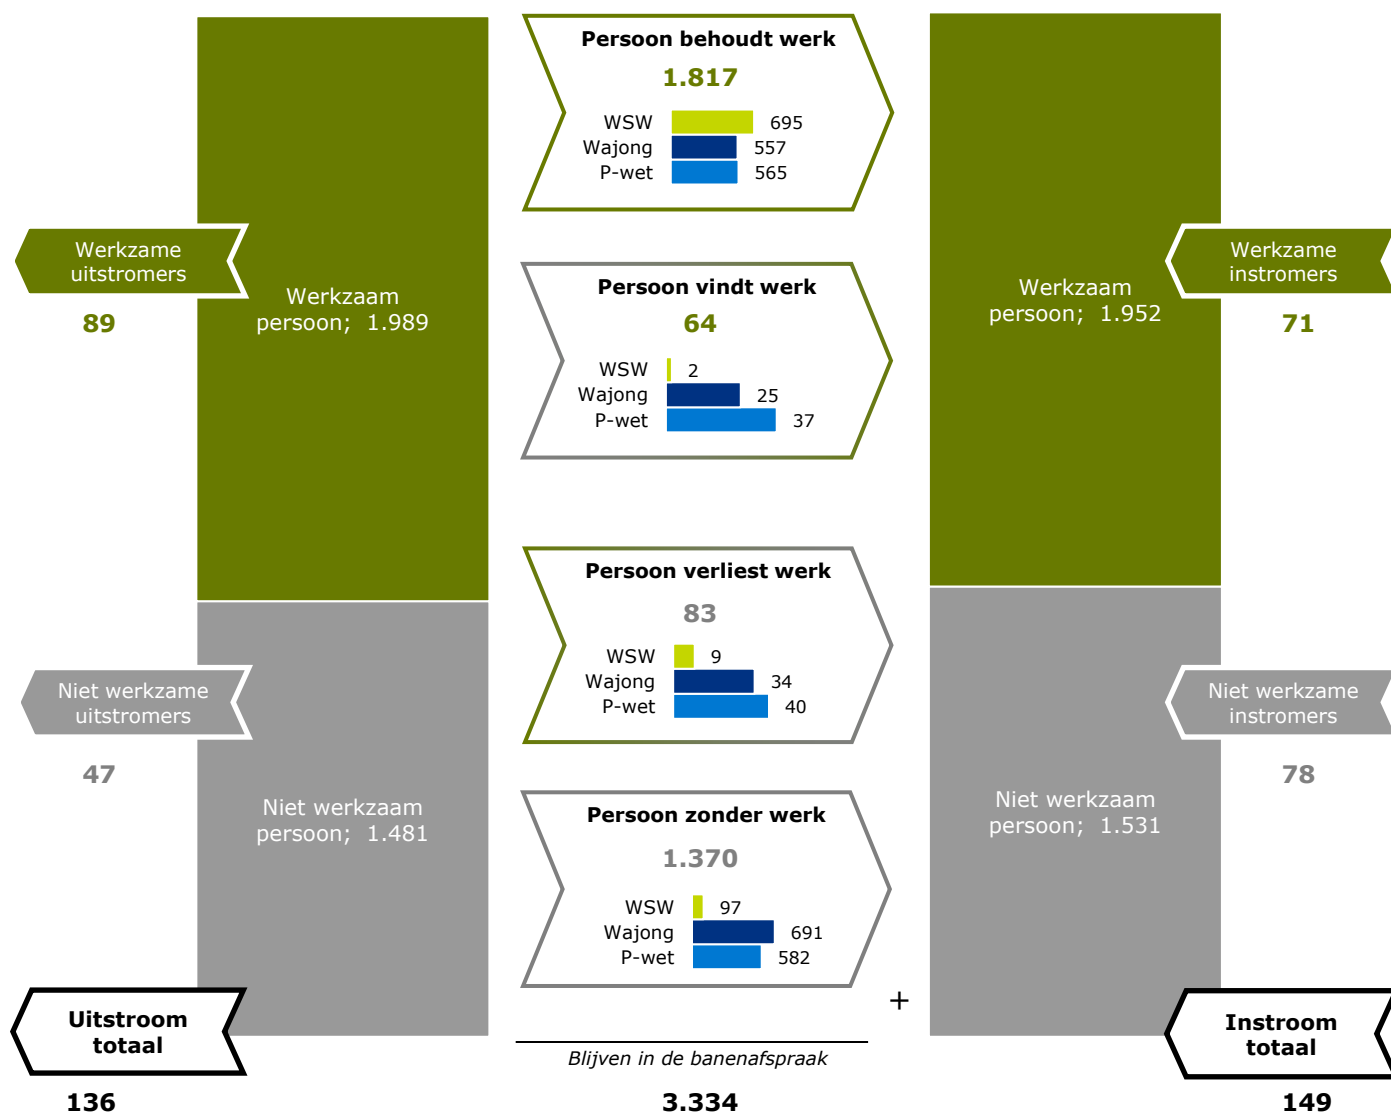 Werkzame
uitstromers
89
Werkzaam
persoon;  1.989
Niet werkzame
uitstromers
47
Niet werkzaam
persoon;  1.481
Uitstroom
totaal
136
Persoon behoudt werk
1.817
WSW 695
Wajong 557
P-wet 565
Persoon vindt werk
64
WSW 2
Wajong 25
P-wet 37
Persoon verliest werk
83
WSW 9
Wajong 34
P-wet 40
Persoon zonder werk
1.370
WSW 97
Wajong 691
P-wet 582
+
Blijven in de banenafspraak
3.334
Werkzaam
persoon;  1.952
Werkzame
instromers
71
Niet werkzaam
persoon;  1.531
Niet werkzame
instromers
78
Instroom
totaal
149